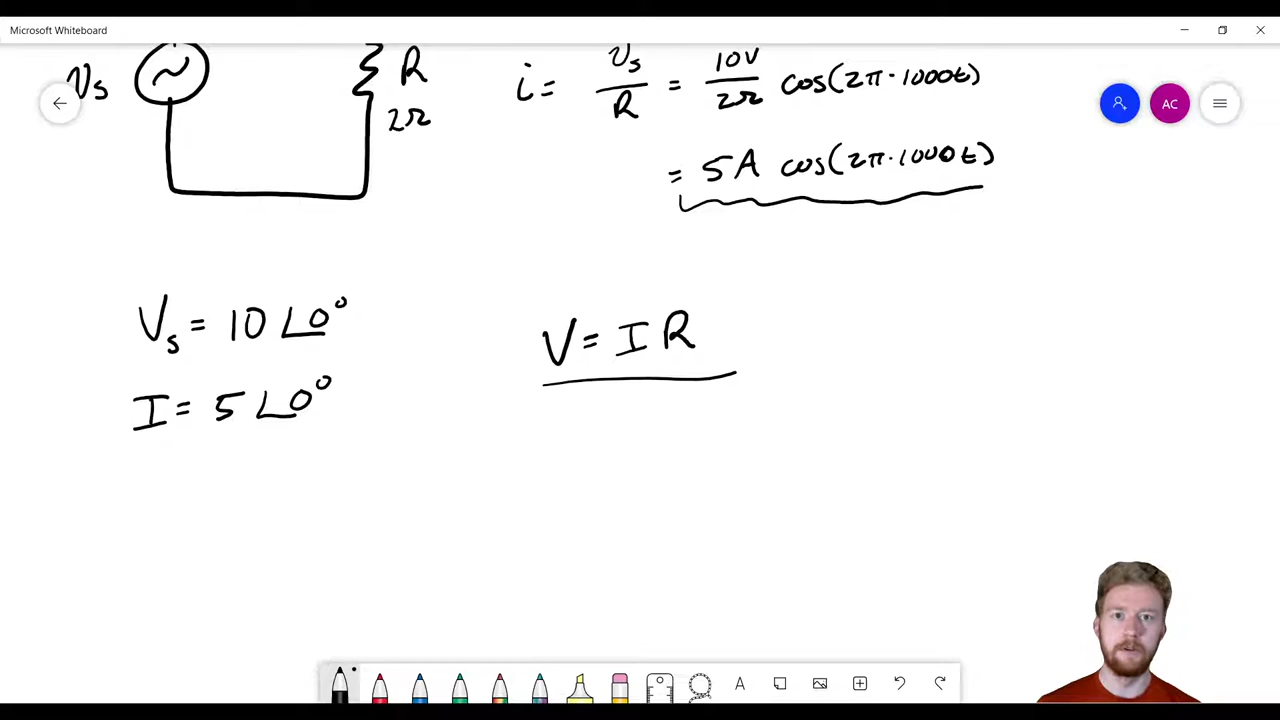 Microsoft Whiteboard
Vs
R
2Ω
i = Vs/R = 10V/2Ω cos(2π·1000t)
= 5A cos(2π·1000t)
AC
Vs = 10∠0°
V = IR
I = 5∠0°
A